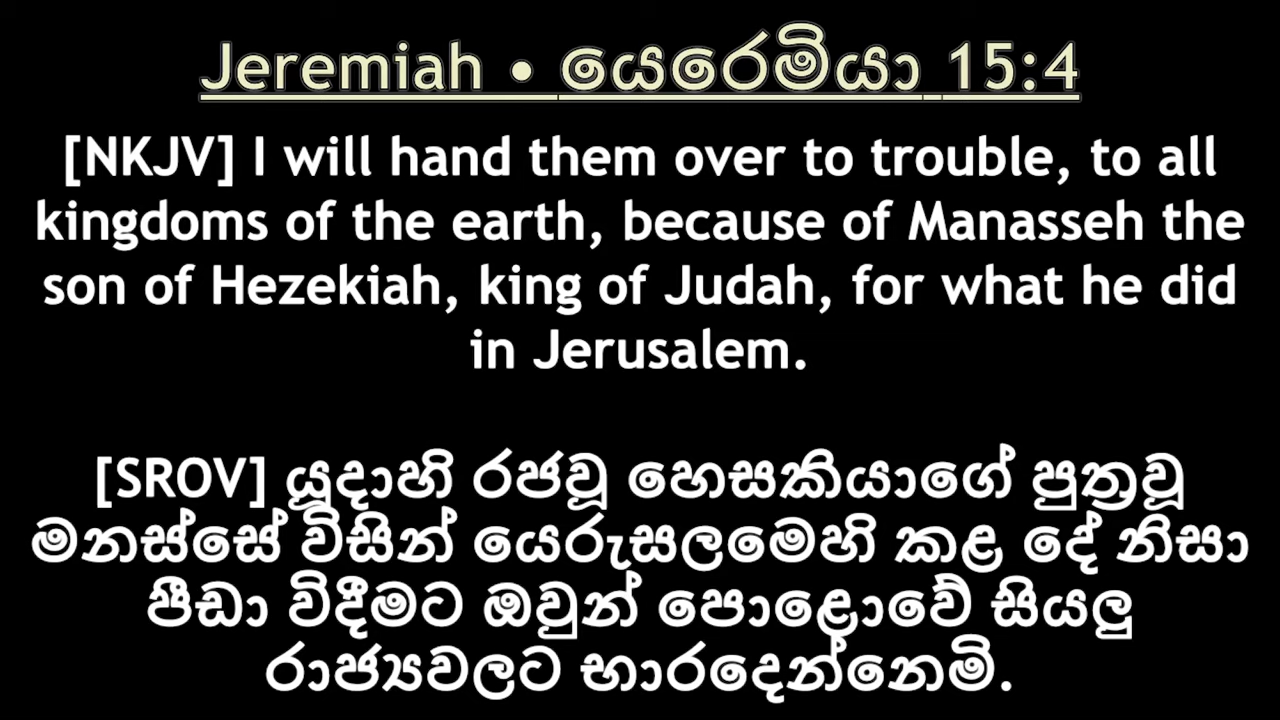 Jeremiah • යෙරෙමියා 15:4
[NKJV] I will hand them over to trouble, to all
kingdoms of the earth, because of Manasseh the
son of Hezekiah, king of Judah, for what he did
in Jerusalem.
[SROV] යූදාහි රජවූ හෙසකියාගේ පුත්‍රවූ
මනස්සේ විසින් යෙරුසලමෙහි කළ දේ නිසා
පීඩා විදීමට ඔවුන් පොළොවේ සියලු
රාජ්‍යවලට භාරදෙන්නෙමි.